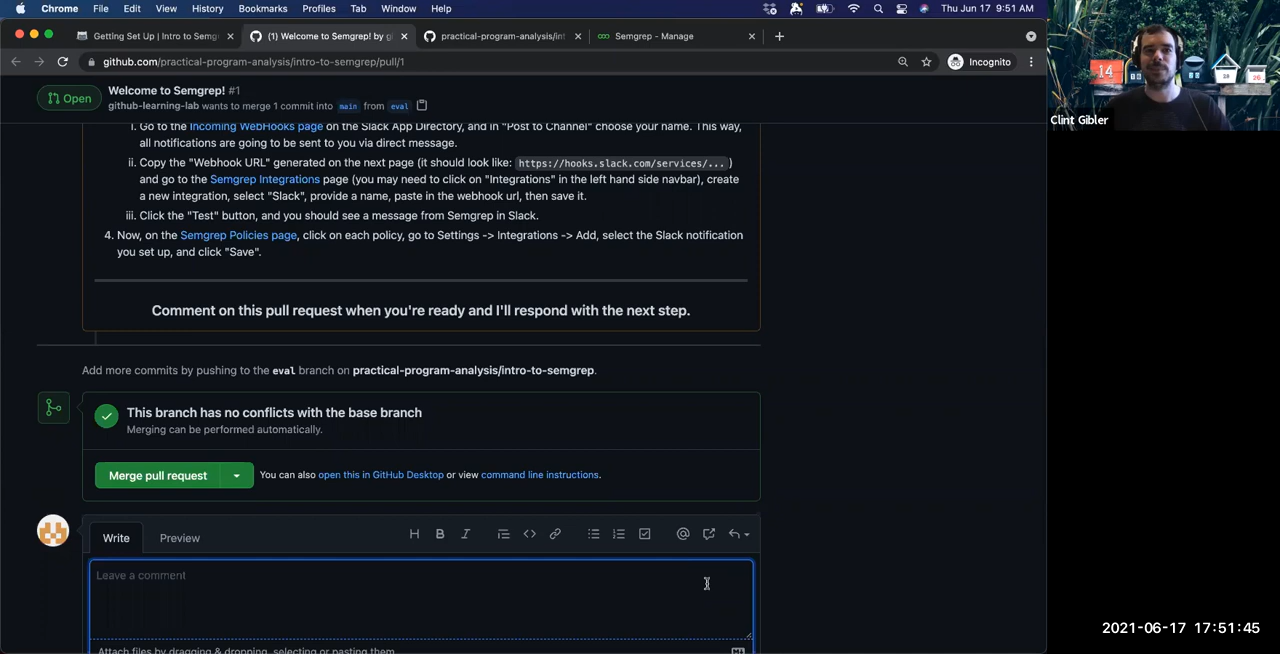 Chrome File Edit View History Bookmarks Profiles Tab Window Help Thu Jun 17 9:51 AM
Getting Set Up | Intro to Semg (1) Welcome to Semgrep! by g practical-program-analysis/int Semgrep - Manage
github.com/practical-program-analysis/intro-to-semgrep/pull/1 Incognito
Open Welcome to Semgrep! #1
github-learning-lab wants to merge 1 commit into main from eval
i. Go to the Incoming WebHooks page on the Slack App Directory, and in "Post to Channel" choose your name. This way,
all notifications are going to be sent to you via direct message.
ii. Copy the "Webhook URL" generated on the next page (it should look like: https://hooks.slack.com/services/... )
and go to the Semgrep Integrations page (you may need to click on "Integrations" in the left hand side navbar), create
a new integration, select "Slack", provide a name, paste in the webhook url, then save it.
iii. Click the "Test" button, and you should see a message from Semgrep in Slack.
4. Now, on the Semgrep Policies page, click on each policy, go to Settings -> Integrations -> Add, select the Slack notification
you set up, and click "Save".
Comment on this pull request when you're ready and I'll respond with the next step.
Add more commits by pushing to the eval branch on practical-program-analysis/intro-to-semgrep.
This branch has no conflicts with the base branch
Merging can be performed automatically.
Merge pull request You can also open this in GitHub Desktop or view command line instructions.
Write Preview
Leave a comment
Attach files by dragging & dropping, selecting or pasting them.
14
Clint Gibler
2021-06-17 17:51:45